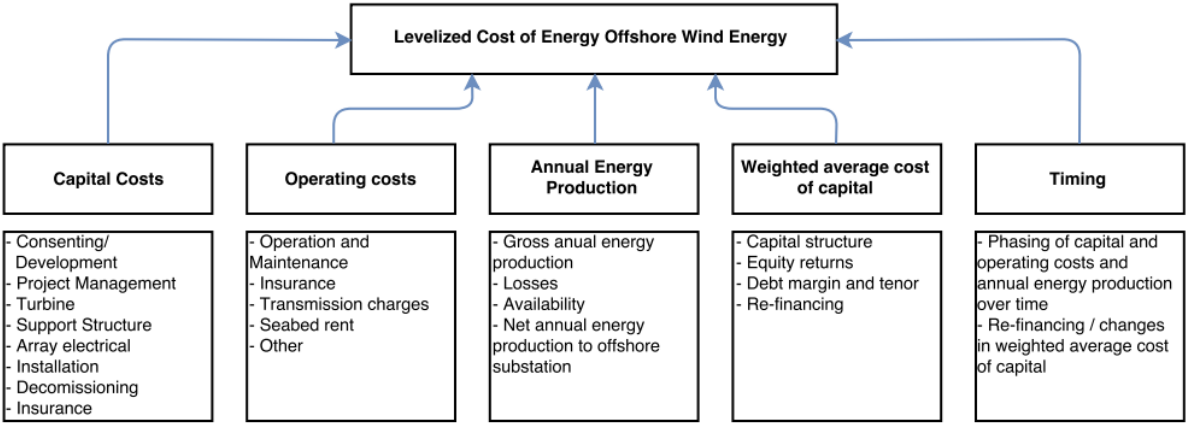 Levelized Cost of Energy Offshore Wind Energy
Capital Costs
- Consenting/
Development
- Project Management
- Turbine
- Support Structure
- Array electrical
- Installation
- Decomissioning
- Insurance
Operating costs
- Operation and
Maintenance
- Insurance
- Transmission charges
- Seabed rent
- Other
Annual Energy
Production
- Gross anual energy
production
- Losses
- Availability
- Net annual energy
production to offshore
substation
Weighted average cost
of capital
- Capital structure
- Equity returns
- Debt margin and tenor
- Re-financing
Timing
- Phasing of capital and
operating costs and
annual energy production
over time
- Re-financing / changes
in weighted average cost
of capital